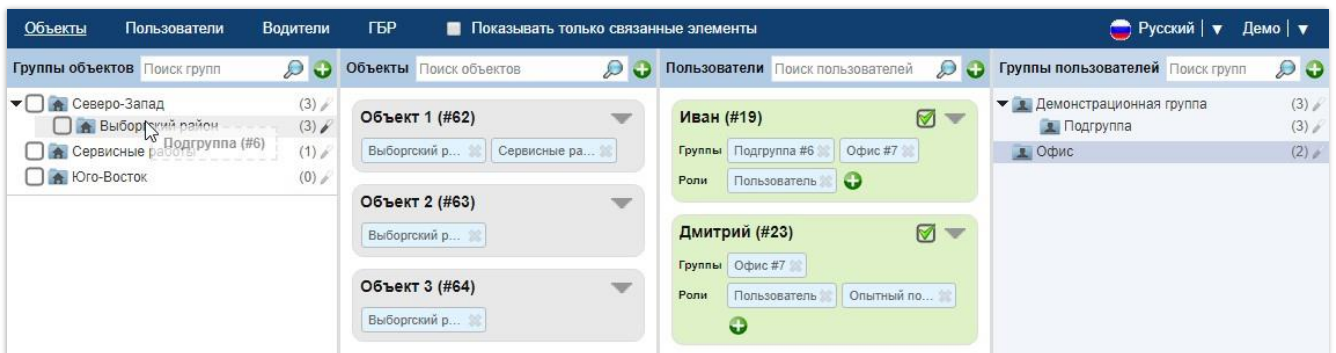 Объекты Пользователи Водители ГБР Показывать только связанные элементы Русский | ▼ Демо | ▼
Группы объектов Поиск групп
Северо-Запад (3)
Выборгский район (3)
Подгруппа (#6)
Сервисные работы (1)
Юго-Восток (0)
Объекты Поиск объектов
Объект 1 (#62)
Выборгский р... Сервисные ра...
Объект 2 (#63)
Выборгский р...
Объект 3 (#64)
Выборгский р...
Пользователи Поиск пользователей
Иван (#19)
Группы Подгруппа #6 Офис #7
Роли Пользователь
Дмитрий (#23)
Группы Офис #7
Роли Пользователь Опытный по...
Группы пользователей Поиск групп
Демонстрационная группа (3)
Подгруппа (3)
Офис (2)